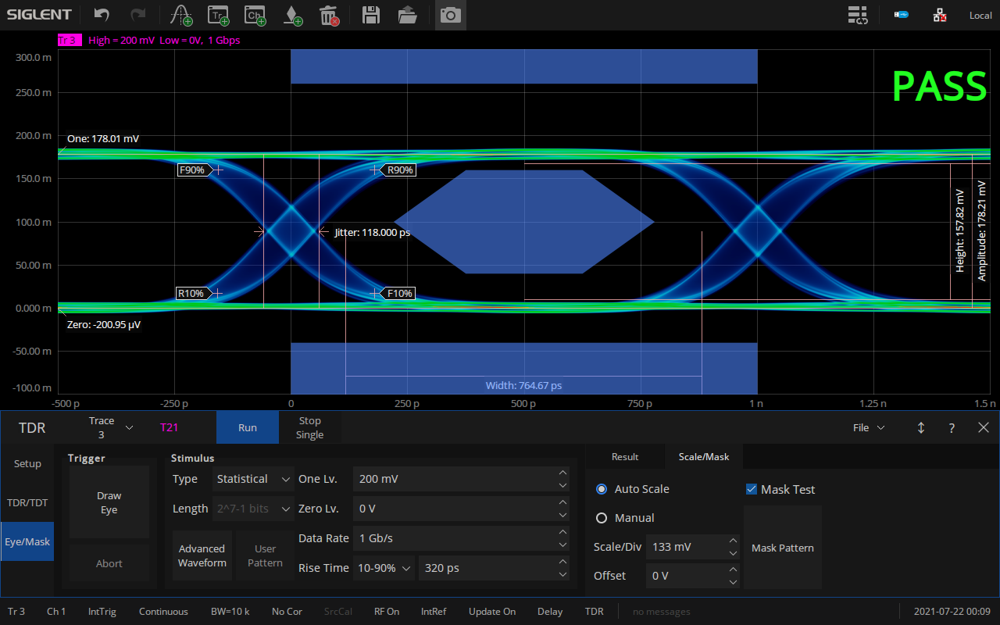 SIGLENT
Tr
Ch
Local
Tr 3 High = 200 mV Low = 0V, 1 Gbps
PASS
300.0 m
250.0 m
200.0 m
150.0 m
100.0 m
50.00 m
0.000 m
-50.00 m
-100.0 m
One: 178.01 mV
F90%
R90%
Jitter: 118.000 ps
R10%
F10%
Zero: -200.95 µV
Height: 157.82 mV
Amplitude: 178.21 mV
Width: 764.67 ps
-500 p
-250 p
0
250 p
500 p
750 p
1 n
1.25 n
1.5 n
TDR
Trace
3
T21
Run
Stop
Single
File
?
Setup
TDR/TDT
Eye/Mask
Trigger
Draw
Eye
Abort
Stimulus
Type Statistical
Length 2^7-1 bits
Advanced
Waveform
User
Pattern
One Lv. 200 mV
Zero Lv. 0 V
Data Rate 1 Gb/s
Rise Time 10-90% 320 ps
Result Scale/Mask
Auto Scale
Manual
Scale/Div 133 mV
Offset 0 V
Mask Test
Mask Pattern
Tr 3 Ch 1 IntTrig Continuous BW=10 k No Cor SrcCal RF On IntRef Update On Delay TDR no messages 2021-07-22 00:09